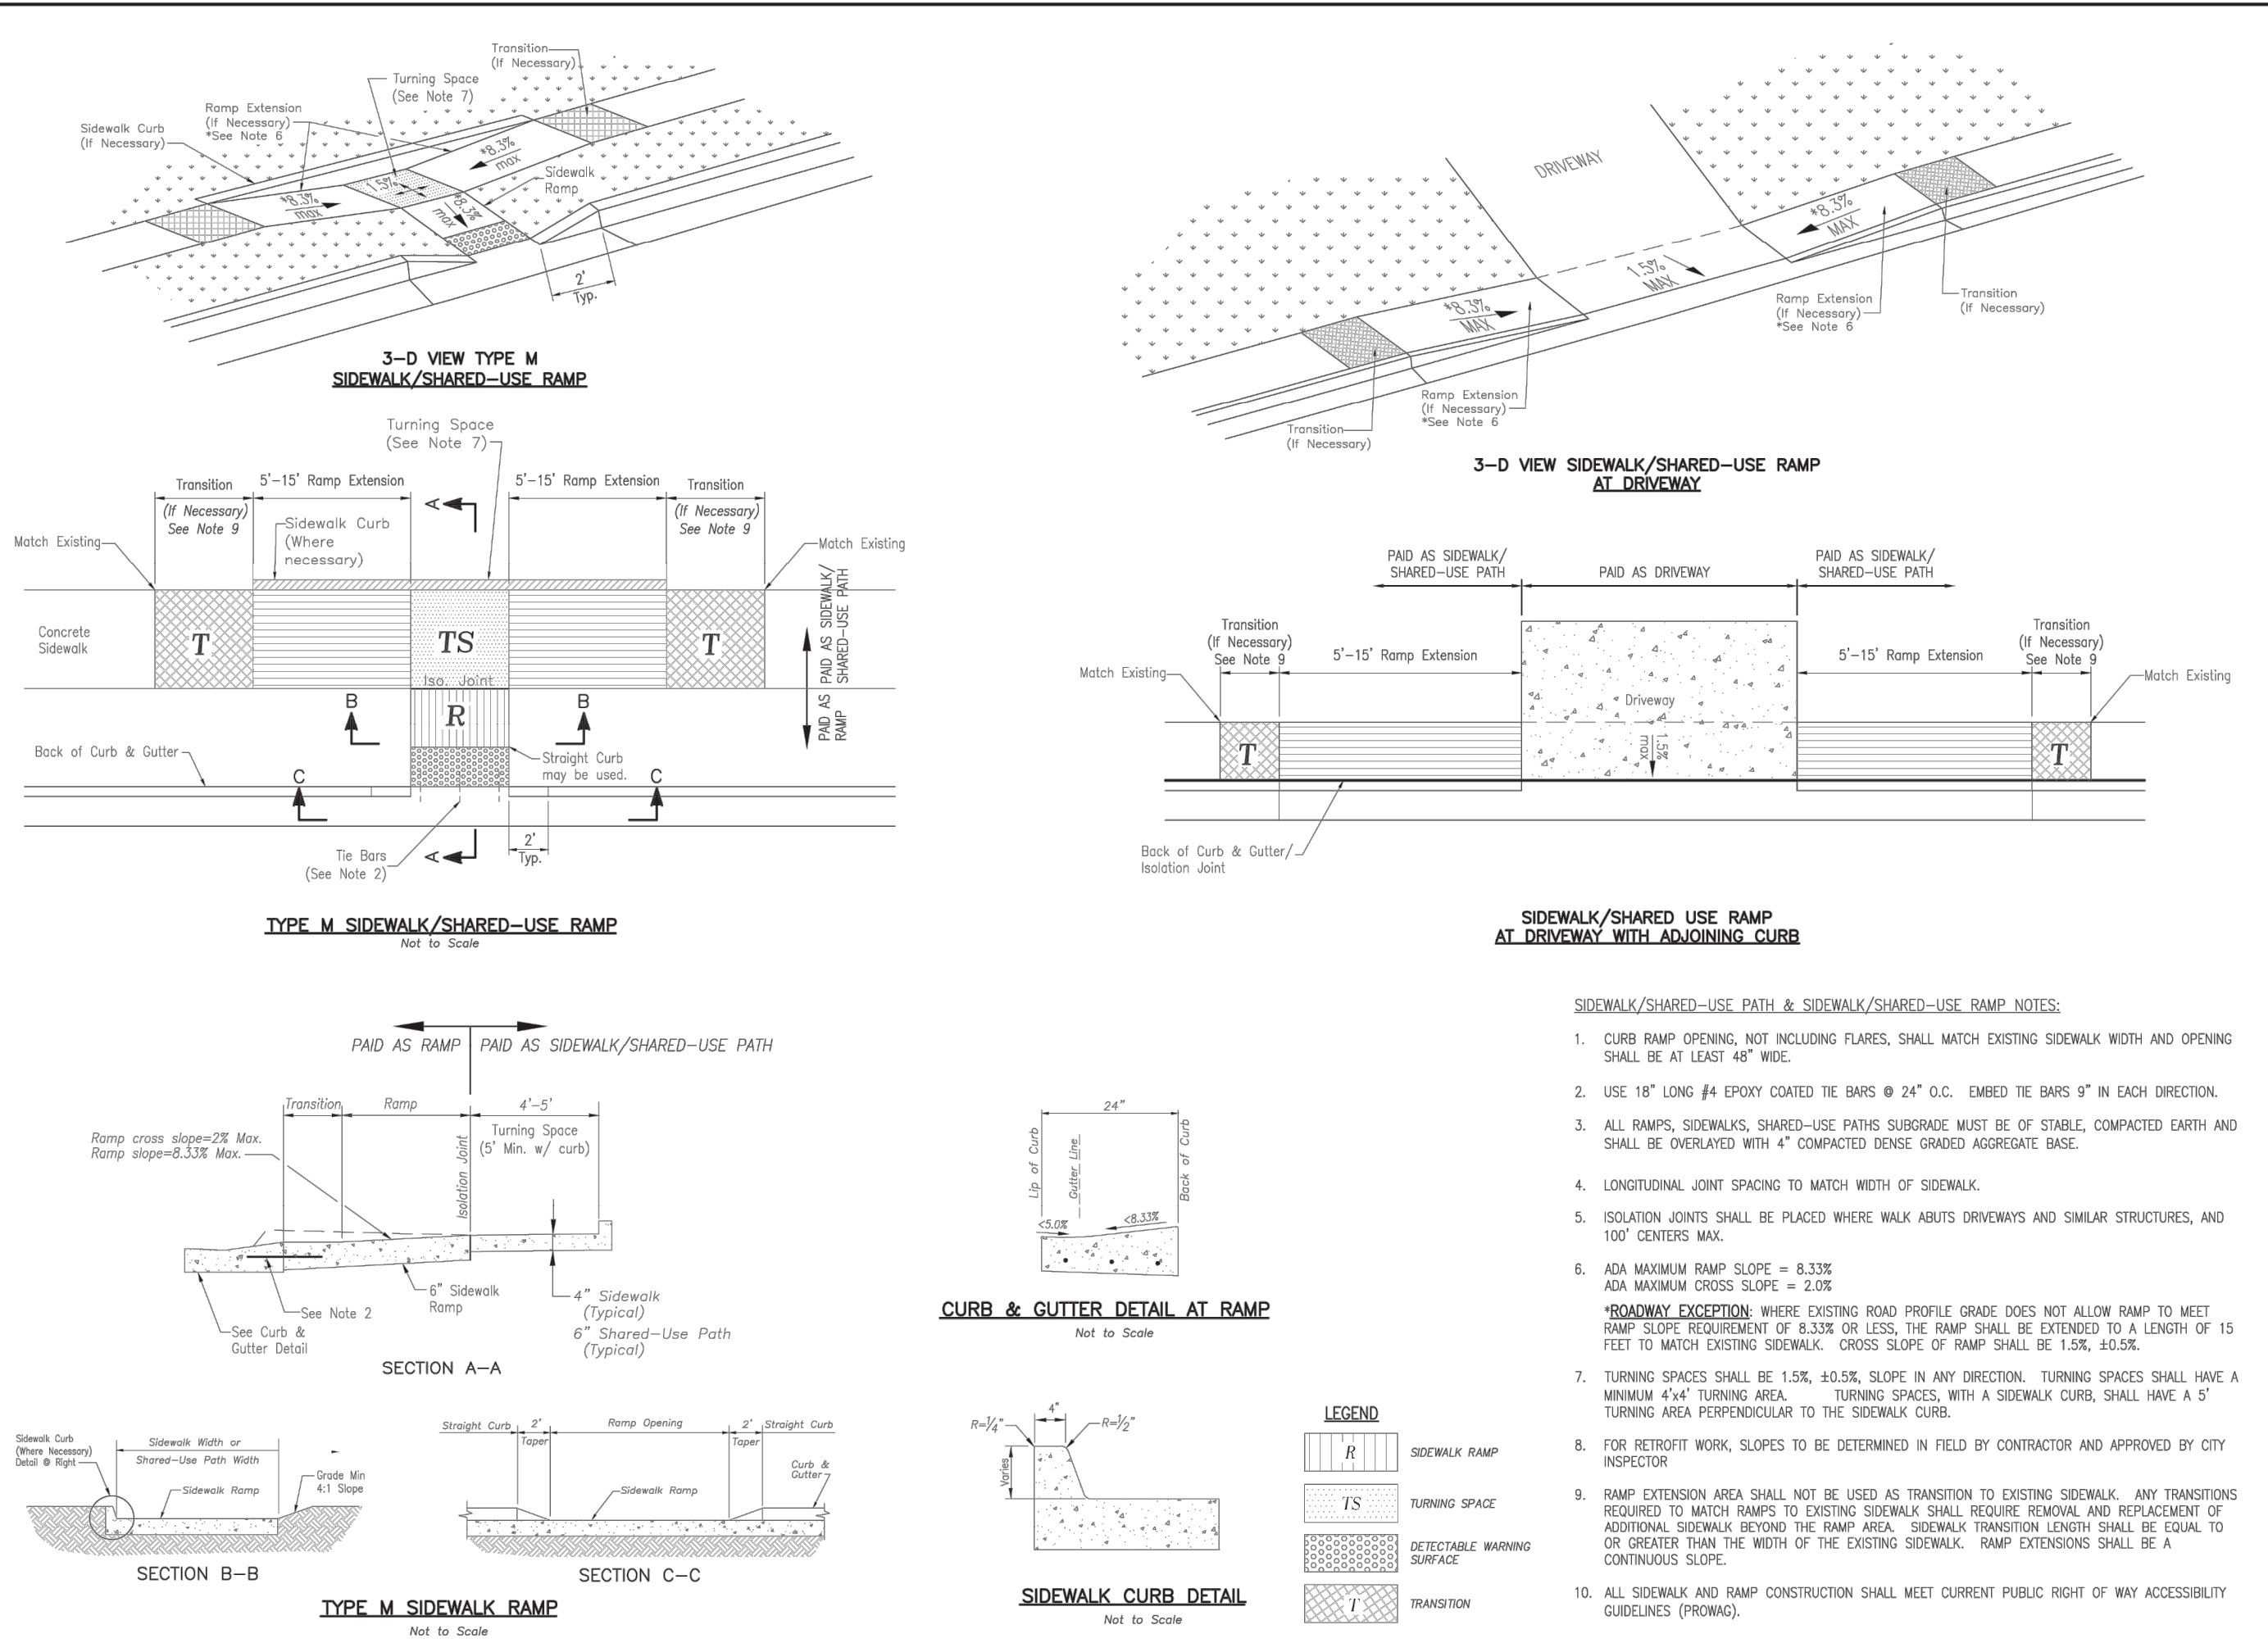 Transition
(If Necessary)
Turning Space
(See Note 7)
Ramp Extension
(If Necessary)
*See Note 6
Sidewalk Curb
(If Necessary)
*8.3%
max
Sidewalk
Ramp
1.5%
*8.3%
max
*8.3%
max
2'
Typ.
3-D VIEW TYPE M
SIDEWALK/SHARED-USE RAMP
DRIVEWAY
*8.3%
MAX
1.5%
MAX
*8.3%
MAX
Ramp Extension
(If Necessary)
*See Note 6
Transition
(If Necessary)
Ramp Extension
(If Necessary)
*See Note 6
Transition
(If Necessary)
3-D VIEW SIDEWALK/SHARED-USE RAMP
AT DRIVEWAY
Turning Space
(See Note 7)
Transition
(If Necessary)
See Note 9
5'-15' Ramp Extension
A
5'-15' Ramp Extension
Transition
(If Necessary)
See Note 9
Sidewalk Curb
(Where
necessary)
Match Existing
Match Existing
Concrete
Sidewalk
T
TS
T
Iso. Joint
PAID AS SIDEWALK/
SHARED-USE PATH
PAID AS
RAMP
B
R
B
Back of Curb & Gutter
Straight Curb
may be used.
C
C
2'
Typ.
Tie Bars
(See Note 2)
A
TYPE M SIDEWALK/SHARED-USE RAMP
Not to Scale
PAID AS SIDEWALK/
SHARED-USE PATH
PAID AS DRIVEWAY
PAID AS SIDEWALK/
SHARED-USE PATH
Transition
(If Necessary)
See Note 9
5'-15' Ramp Extension
5'-15' Ramp Extension
Transition
(If Necessary)
See Note 9
Match Existing
Match Existing
Driveway
T
1.5%
max
T
Back of Curb & Gutter/
Isolation Joint
SIDEWALK/SHARED USE RAMP
AT DRIVEWAY WITH ADJOINING CURB
PAID AS RAMP
PAID AS SIDEWALK/SHARED-USE PATH
Transition
Ramp
4'-5'
Turning Space
(5' Min. w/ curb)
Ramp cross slope=2% Max.
Ramp slope=8.33% Max.
Isolation Joint
6" Sidewalk
Ramp
See Note 2
See Curb &
Gutter Detail
4" Sidewalk
(Typical)
6" Shared-Use Path
(Typical)
SECTION A-A
24"
Lip of Curb
Gutter Line
Back of Curb
<5.0%
<8.33%
CURB & GUTTER DETAIL AT RAMP
Not to Scale
Sidewalk Curb
(Where Necessary)
Detail @ Right
Sidewalk Width or
Shared-Use Path Width
Sidewalk Ramp
Grade Min
4:1 Slope
SECTION B-B
Straight Curb
2'
Taper
Ramp Opening
2'
Taper
Straight Curb
Curb &
Gutter
Sidewalk Ramp
SECTION C-C
TYPE M SIDEWALK RAMP
Not to Scale
4"
R=1/4"
R=1/2"
Varies
SIDEWALK CURB DETAIL
Not to Scale
LEGEND
R SIDEWALK RAMP
TS TURNING SPACE
DETECTABLE WARNING
SURFACE
T TRANSITION
SIDEWALK/SHARED-USE PATH & SIDEWALK/SHARED-USE RAMP NOTES:
1. CURB RAMP OPENING, NOT INCLUDING FLARES, SHALL MATCH EXISTING SIDEWALK WIDTH AND OPENING
SHALL BE AT LEAST 48" WIDE.
2. USE 18" LONG #4 EPOXY COATED TIE BARS @ 24" O.C. EMBED TIE BARS 9" IN EACH DIRECTION.
3. ALL RAMPS, SIDEWALKS, SHARED-USE PATHS SUBGRADE MUST BE OF STABLE, COMPACTED EARTH AND
SHALL BE OVERLAYED WITH 4" COMPACTED DENSE GRADED AGGREGATE BASE.
4. LONGITUDINAL JOINT SPACING TO MATCH WIDTH OF SIDEWALK.
5. ISOLATION JOINTS SHALL BE PLACED WHERE WALK ABUTS DRIVEWAYS AND SIMILAR STRUCTURES, AND
100' CENTERS MAX.
6. ADA MAXIMUM RAMP SLOPE = 8.33%
ADA MAXIMUM CROSS SLOPE = 2.0%
*ROADWAY EXCEPTION: WHERE EXISTING ROAD PROFILE GRADE DOES NOT ALLOW RAMP TO MEET
RAMP SLOPE REQUIREMENT OF 8.33% OR LESS, THE RAMP SHALL BE EXTENDED TO A LENGTH OF 15
FEET TO MATCH EXISTING SIDEWALK. CROSS SLOPE OF RAMP SHALL BE 1.5%, ±0.5%.
7. TURNING SPACES SHALL BE 1.5%, ±0.5%, SLOPE IN ANY DIRECTION. TURNING SPACES SHALL HAVE A
MINIMUM 4'x4' TURNING AREA. TURNING SPACES, WITH A SIDEWALK CURB, SHALL HAVE A 5'
TURNING AREA PERPENDICULAR TO THE SIDEWALK CURB.
8. FOR RETROFIT WORK, SLOPES TO BE DETERMINED IN FIELD BY CONTRACTOR AND APPROVED BY CITY
INSPECTOR
9. RAMP EXTENSION AREA SHALL NOT BE USED AS TRANSITION TO EXISTING SIDEWALK. ANY TRANSITIONS
REQUIRED TO MATCH RAMPS TO EXISTING SIDEWALK SHALL REQUIRE REMOVAL AND REPLACEMENT OF
ADDITIONAL SIDEWALK BEYOND THE RAMP AREA. SIDEWALK TRANSITION LENGTH SHALL BE EQUAL TO
OR GREATER THAN THE WIDTH OF THE EXISTING SIDEWALK. RAMP EXTENSIONS SHALL BE A
CONTINUOUS SLOPE.
10. ALL SIDEWALK AND RAMP CONSTRUCTION SHALL MEET CURRENT PUBLIC RIGHT OF WAY ACCESSIBILITY
GUIDELINES (PROWAG).